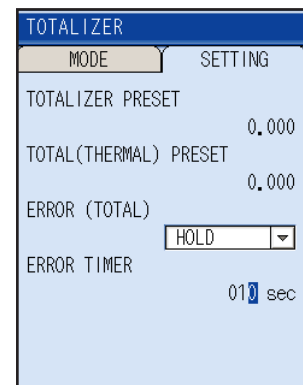 TOTALIZER
MODE SETTING
TOTALIZER PRESET
0.000
TOTAL(THERMAL) PRESET
0.000
ERROR (TOTAL)
HOLD
ERROR TIMER
010 sec